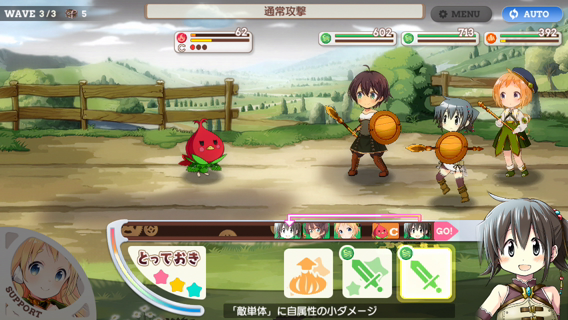 WAVE 3/3 5
通常攻撃
MENU
AUTO
62
C
602
713
392
C
GO!
とっておき
SUPPORT
「敵単体」に自属性の小ダメージ